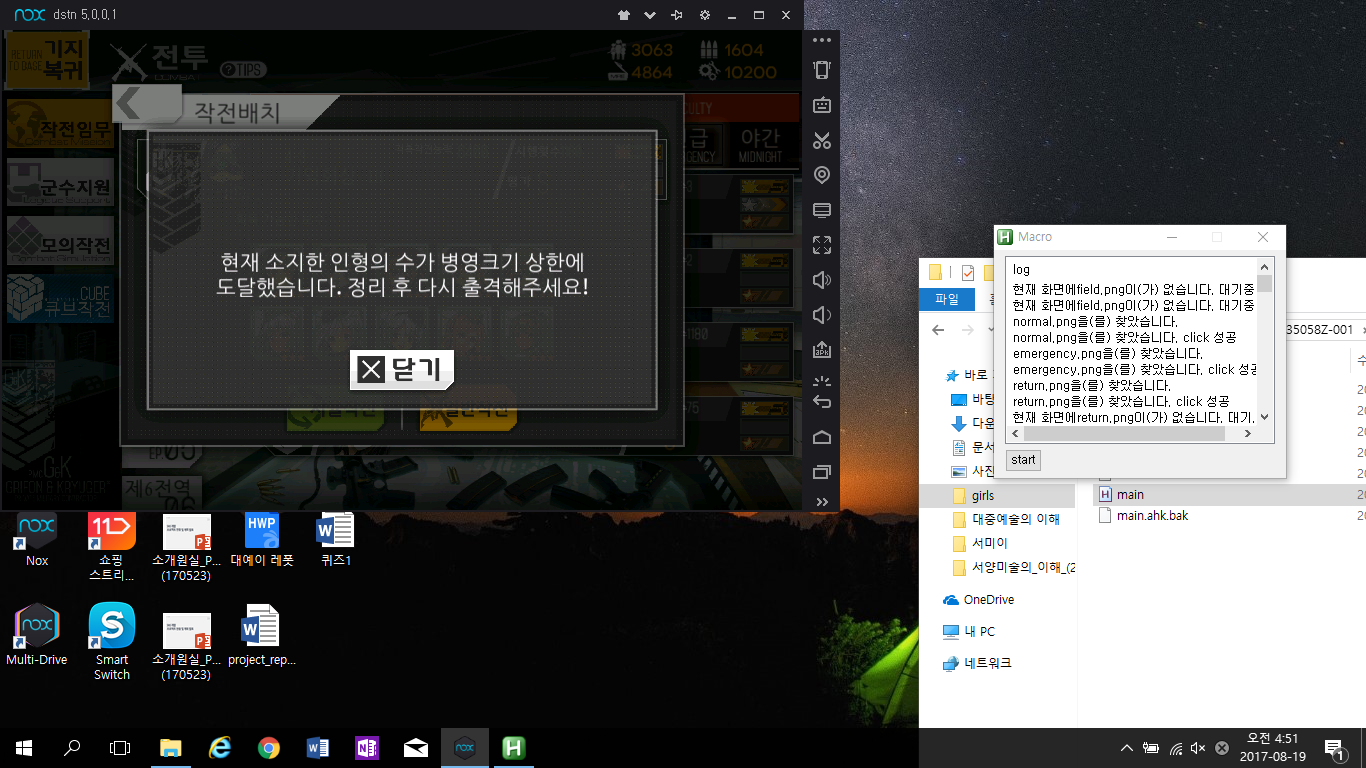 nox dstn 5,0,0,1
RETURN TO BASE
기지
복귀
전투
COMBAT
?TIPS
3063
1604
4864
10200
작전배치
작전임무
군수지원
모의작전
CUBE
큐브작전
야간
MIDNIGHT
현재 소지한 인형의 수가 병영크기 상한에
도달했습니다. 정리 후 다시 출격해주세요!
닫기
EP.05
제6전역
Macro
log
현재 화면에field,png이(가) 없습니다, 대기중
현재 화면에field,png이(가) 없습니다, 대기중
normal,png을(를) 찾았습니다,
normal,png을(를) 찾았습니다, click 성공
emergency,png을(를) 찾았습니다,
emergency,png을(를) 찾았습니다, click 성공
return,png을(를) 찾았습니다,
return,png을(를) 찾았습니다, click 성공
현재 화면에return,png이(가) 없습니다, 대기,
start
파일
35058Z-001
바로
바탕
다운
문서
사진
girls
대중예술의 이해
서미이
서양미술의_이해_(2
OneDrive
내 PC
네트워크
main
main.ahk.bak
Nox
쇼핑
스트리...
소개원실_P...
(170523)
대예이 레폿
퀴즈1
Multi-Drive
Smart
Switch
소개원실_P...
(170523)
project_rep...
오전 4:51
2017-08-19